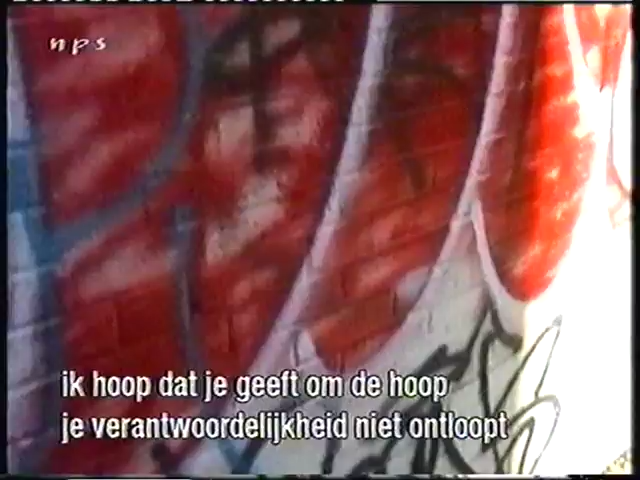 nps
ik hoop dat je geeft om de hoop
je verantwoordelijkheid niet ontloopt